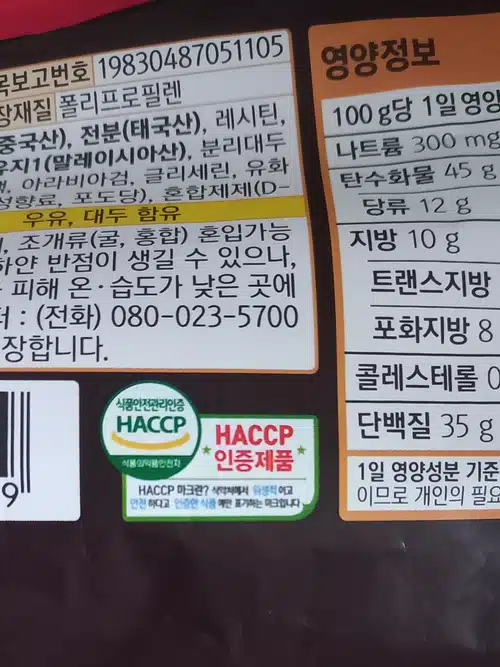 목보고번호 19830487051105
장재질 폴리프로필렌
중국산), 전분(태국산), 레시틴,
유지1(말레이시아산), 분리대두
아라비아검, 글리세린, 유화
성향료, 포도당), 혼합제제(D-
우유, 대두 함유
조개류(굴, 홍합) 혼입가능
하얀 반점이 생길 수 있으나,
피해 온·습도가 낮은 곳에
터 : (전화) 080-023-5700
장합니다.
영양정보
100 g당 1일 영양
나트륨 300 mg
탄수화물 45 g
당류 12 g
지방 10 g
트랜스지방
포화지방 8
콜레스테롤 0
단백질 35 g
1일 영양성분 기준
이므로 개인의 필요
9
식품안전관리인증
HACCP
식품의약품안전처
HACCP
인증제품
HACCP 마크란? 식약처에서 위생적이고
안전하다고 인증한 식품에만 표기하는 마크입니다